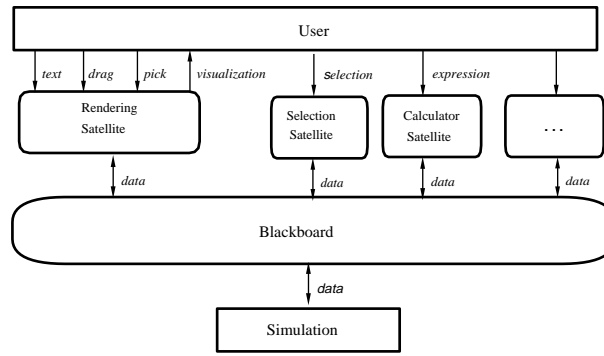 User
text drag pick visualization selection expression
Rendering
Satellite
Selection
Satellite
Calculator
Satellite
...
data data data data
Blackboard
data
Simulation